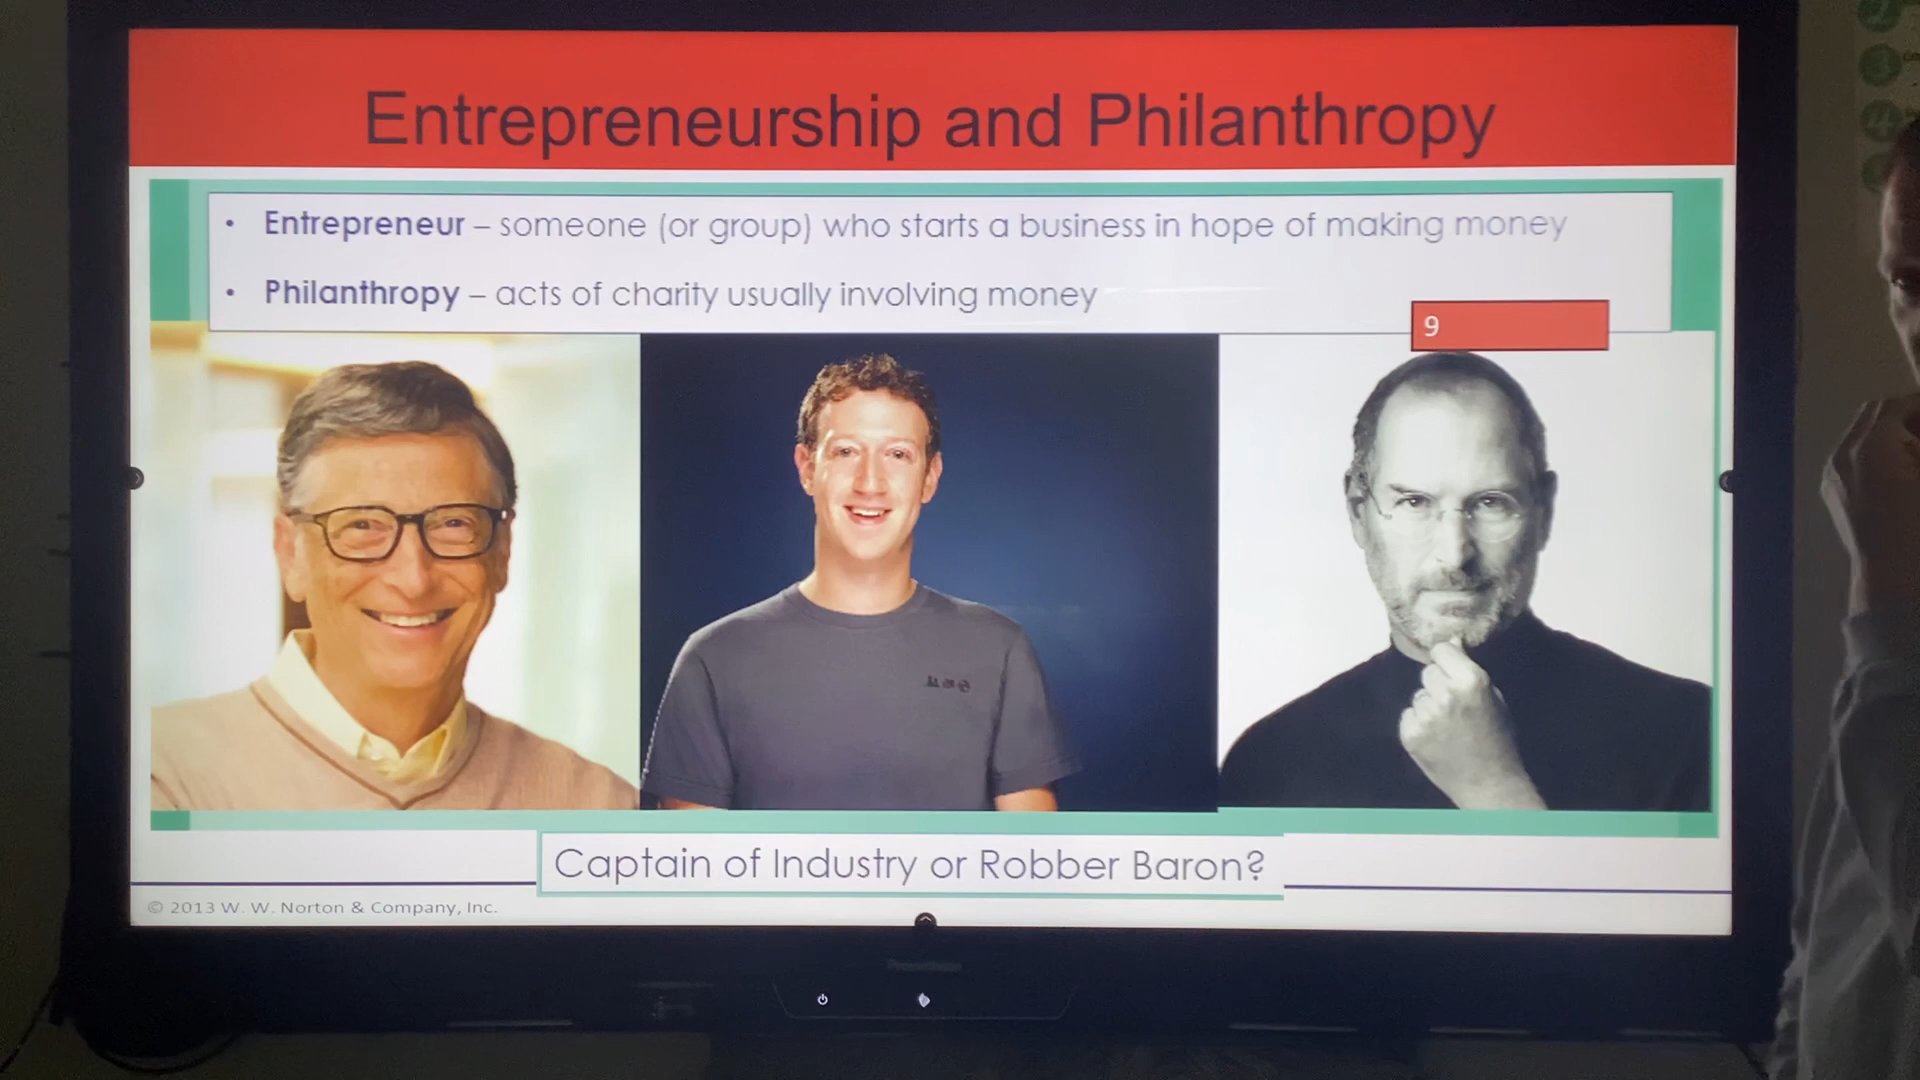 Entrepreneurship and Philanthropy
• Entrepreneur – someone (or group) who starts a business in hope of making money
• Philanthropy – acts of charity usually involving money
9
Captain of Industry or Robber Baron?
© 2013 W. W. Norton & Company, Inc.